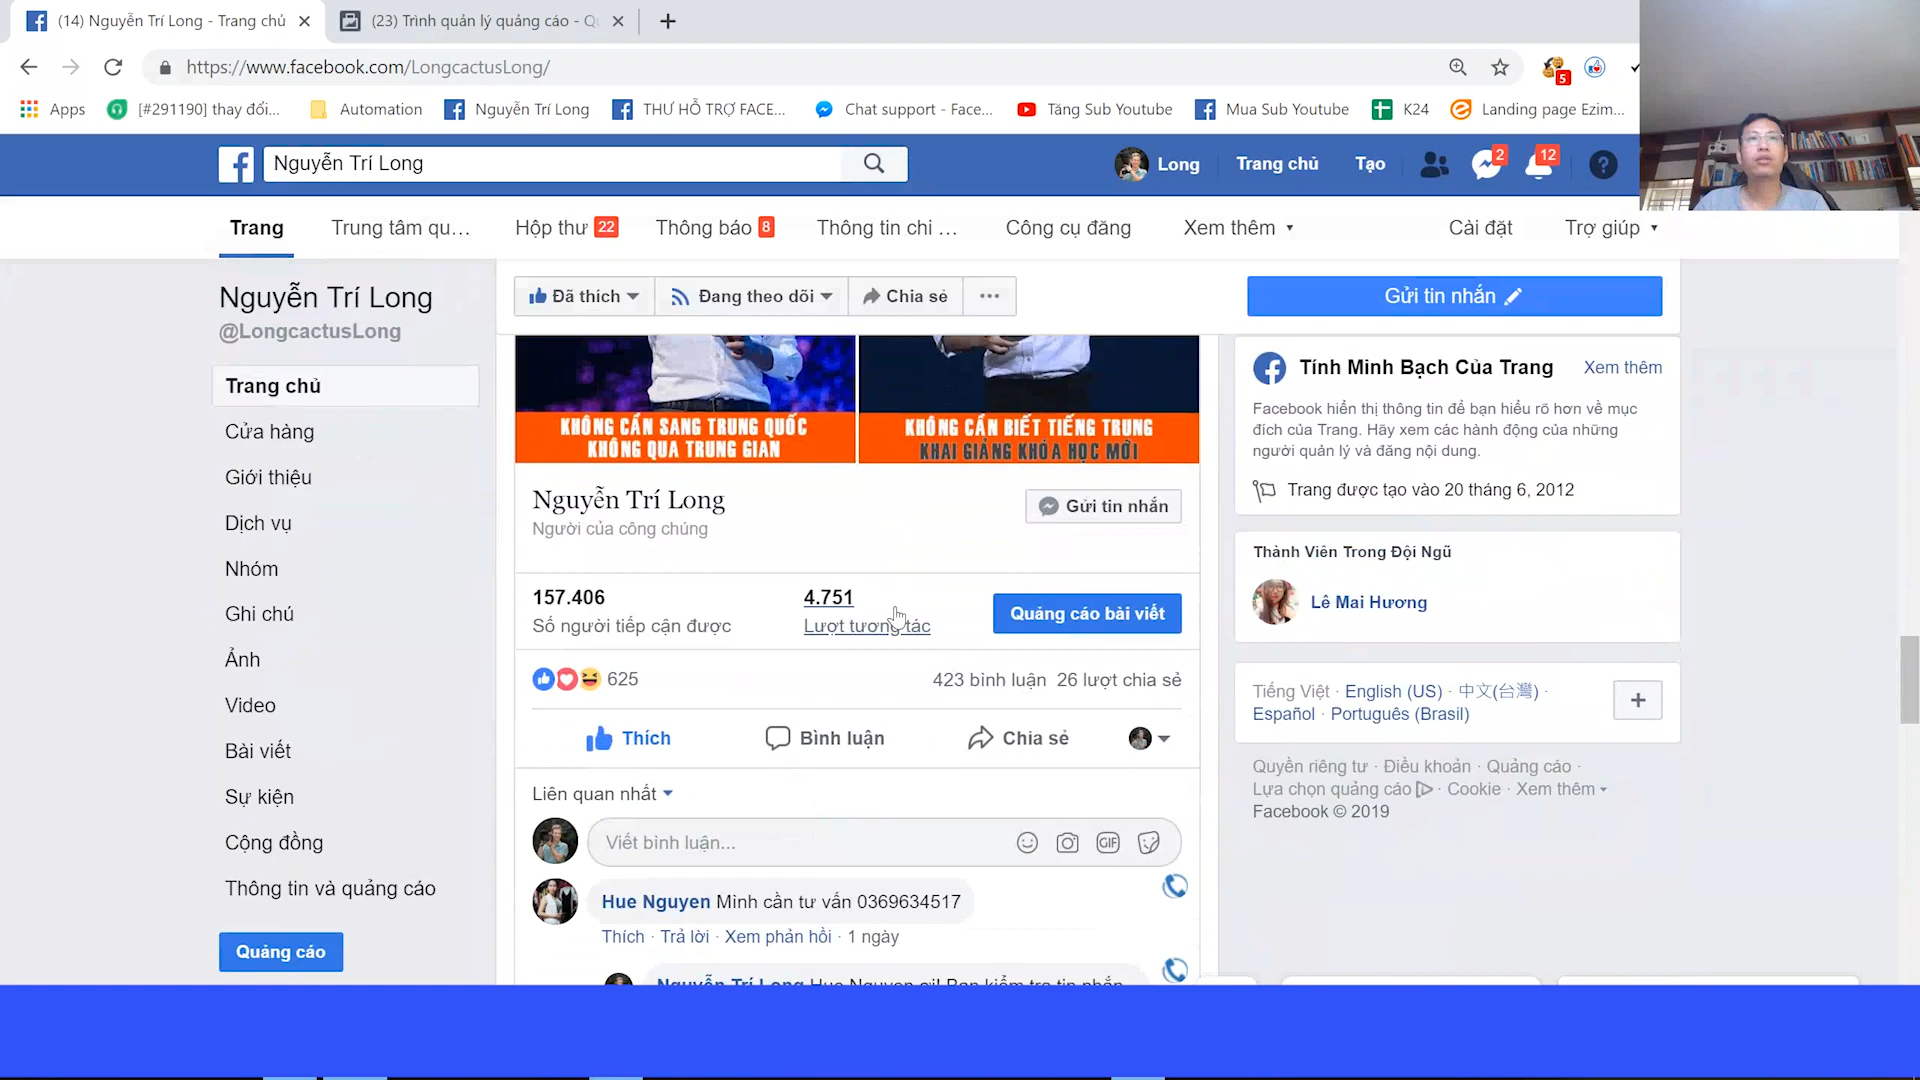 (14) Nguyễn Trí Long - Trang chủ
(23) Trình quản lý quảng cáo - Qu
https://www.facebook.com/LongcactusLong/
5
Apps
[#291190] thay đổi...
Automation
Nguyễn Trí Long
THƯ HỖ TRỢ FACE...
Chat support - Face...
Tăng Sub Youtube
Mua Sub Youtube
K24
Landing page Ezim...
Nguyễn Trí Long
Long
Trang chủ
Tạo
2
12
Trang
Trung tâm qu...
Hộp thư 22
Thông báo 8
Thông tin chi ...
Công cụ đăng
Xem thêm
Cài đặt
Trợ giúp
Nguyễn Trí Long
@LongcactusLong
Trang chủ
Cửa hàng
Giới thiệu
Dịch vụ
Nhóm
Ghi chú
Ảnh
Video
Bài viết
Sự kiện
Cộng đồng
Thông tin và quảng cáo
Quảng cáo
Đã thích
Đang theo dõi
Chia sẻ
Gửi tin nhắn
KHÔNG CẦN SANG TRUNG QUỐC
KHÔNG QUA TRUNG GIAN
KHÔNG CẦN BIẾT TIẾNG TRUNG
KHAI GIẢNG KHÓA HỌC MỚI
Nguyễn Trí Long
Người của công chúng
Gửi tin nhắn
157.406
Số người tiếp cận được
4.751
Lượt tương tác
Quảng cáo bài viết
625
423 bình luận 26 lượt chia sẻ
Thích
Bình luận
Chia sẻ
Liên quan nhất
Viết bình luận...
GIF
Hue Nguyen Mình cần tư vấn 0369634517
Thích · Trả lời · Xem phản hồi · 1 ngày
Nguyễn Trí Long Hue Nguyen ơi! Bạn kiểm tra tin nhắn
Tính Minh Bạch Của Trang
Xem thêm
Facebook hiển thị thông tin để bạn hiểu rõ hơn về mục
đích của Trang. Hãy xem các hành động của những
người quản lý và đăng nội dung.
Trang được tạo vào 20 tháng 6, 2012
Thành Viên Trong Đội Ngũ
Lê Mai Hương
Tiếng Việt · English (US) · 中文(台灣) ·
Español · Português (Brasil)
Quyền riêng tư · Điều khoản · Quảng cáo ·
Lựa chọn quảng cáo · Cookie · Xem thêm
Facebook © 2019